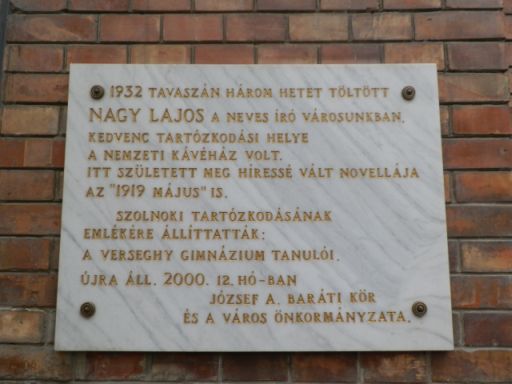 1932 TAVASZÁN HÁROM HETET TÖLTÖTT
NAGY LAJOS A NEVES ÍRÓ VÁROSUNKBAN.
KEDVENC TARTÓZKODÁSI HELYE
A NEMZETI KÁVÉHÁZ VOLT.
ITT SZÜLETETT MEG HÍRESSÉ VÁLT NOVELLÁJA
AZ "1919 MÁJUS" IS.
SZOLNOKI TARTÓZKODÁSÁNAK
EMLÉKÉRE ÁLLÍTTATTÁK:
A VERSEGHY GIMNÁZIUM TANULÓI.
ÚJRA ÁLL. 2000. 12. HÓ-BAN
JÓZSEF A. BARÁTI KÖR
ÉS A VÁROS ÖNKORMÁNYZATA.